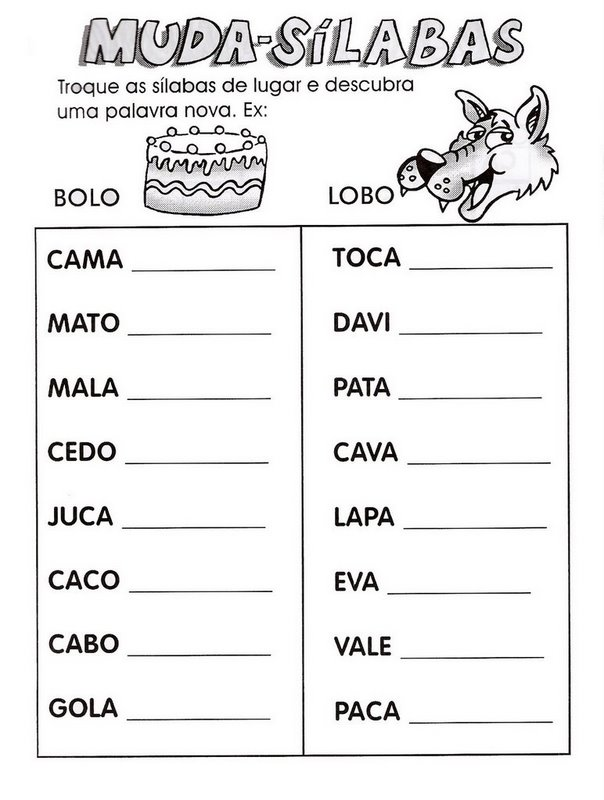 MUDA-SÍLABAS
Troque as sílabas de lugar e descubra
uma palavra nova. Ex:
BOLO
LOBO
CAMA ____________
MATO ____________
MALA ____________
CEDO ____________
JUCA ____________
CACO ____________
CABO ____________
GOLA ____________
TOCA ____________
DAVI ____________
PATA ____________
CAVA ____________
LAPA ____________
EVA ____________
VALE ____________
PACA ____________